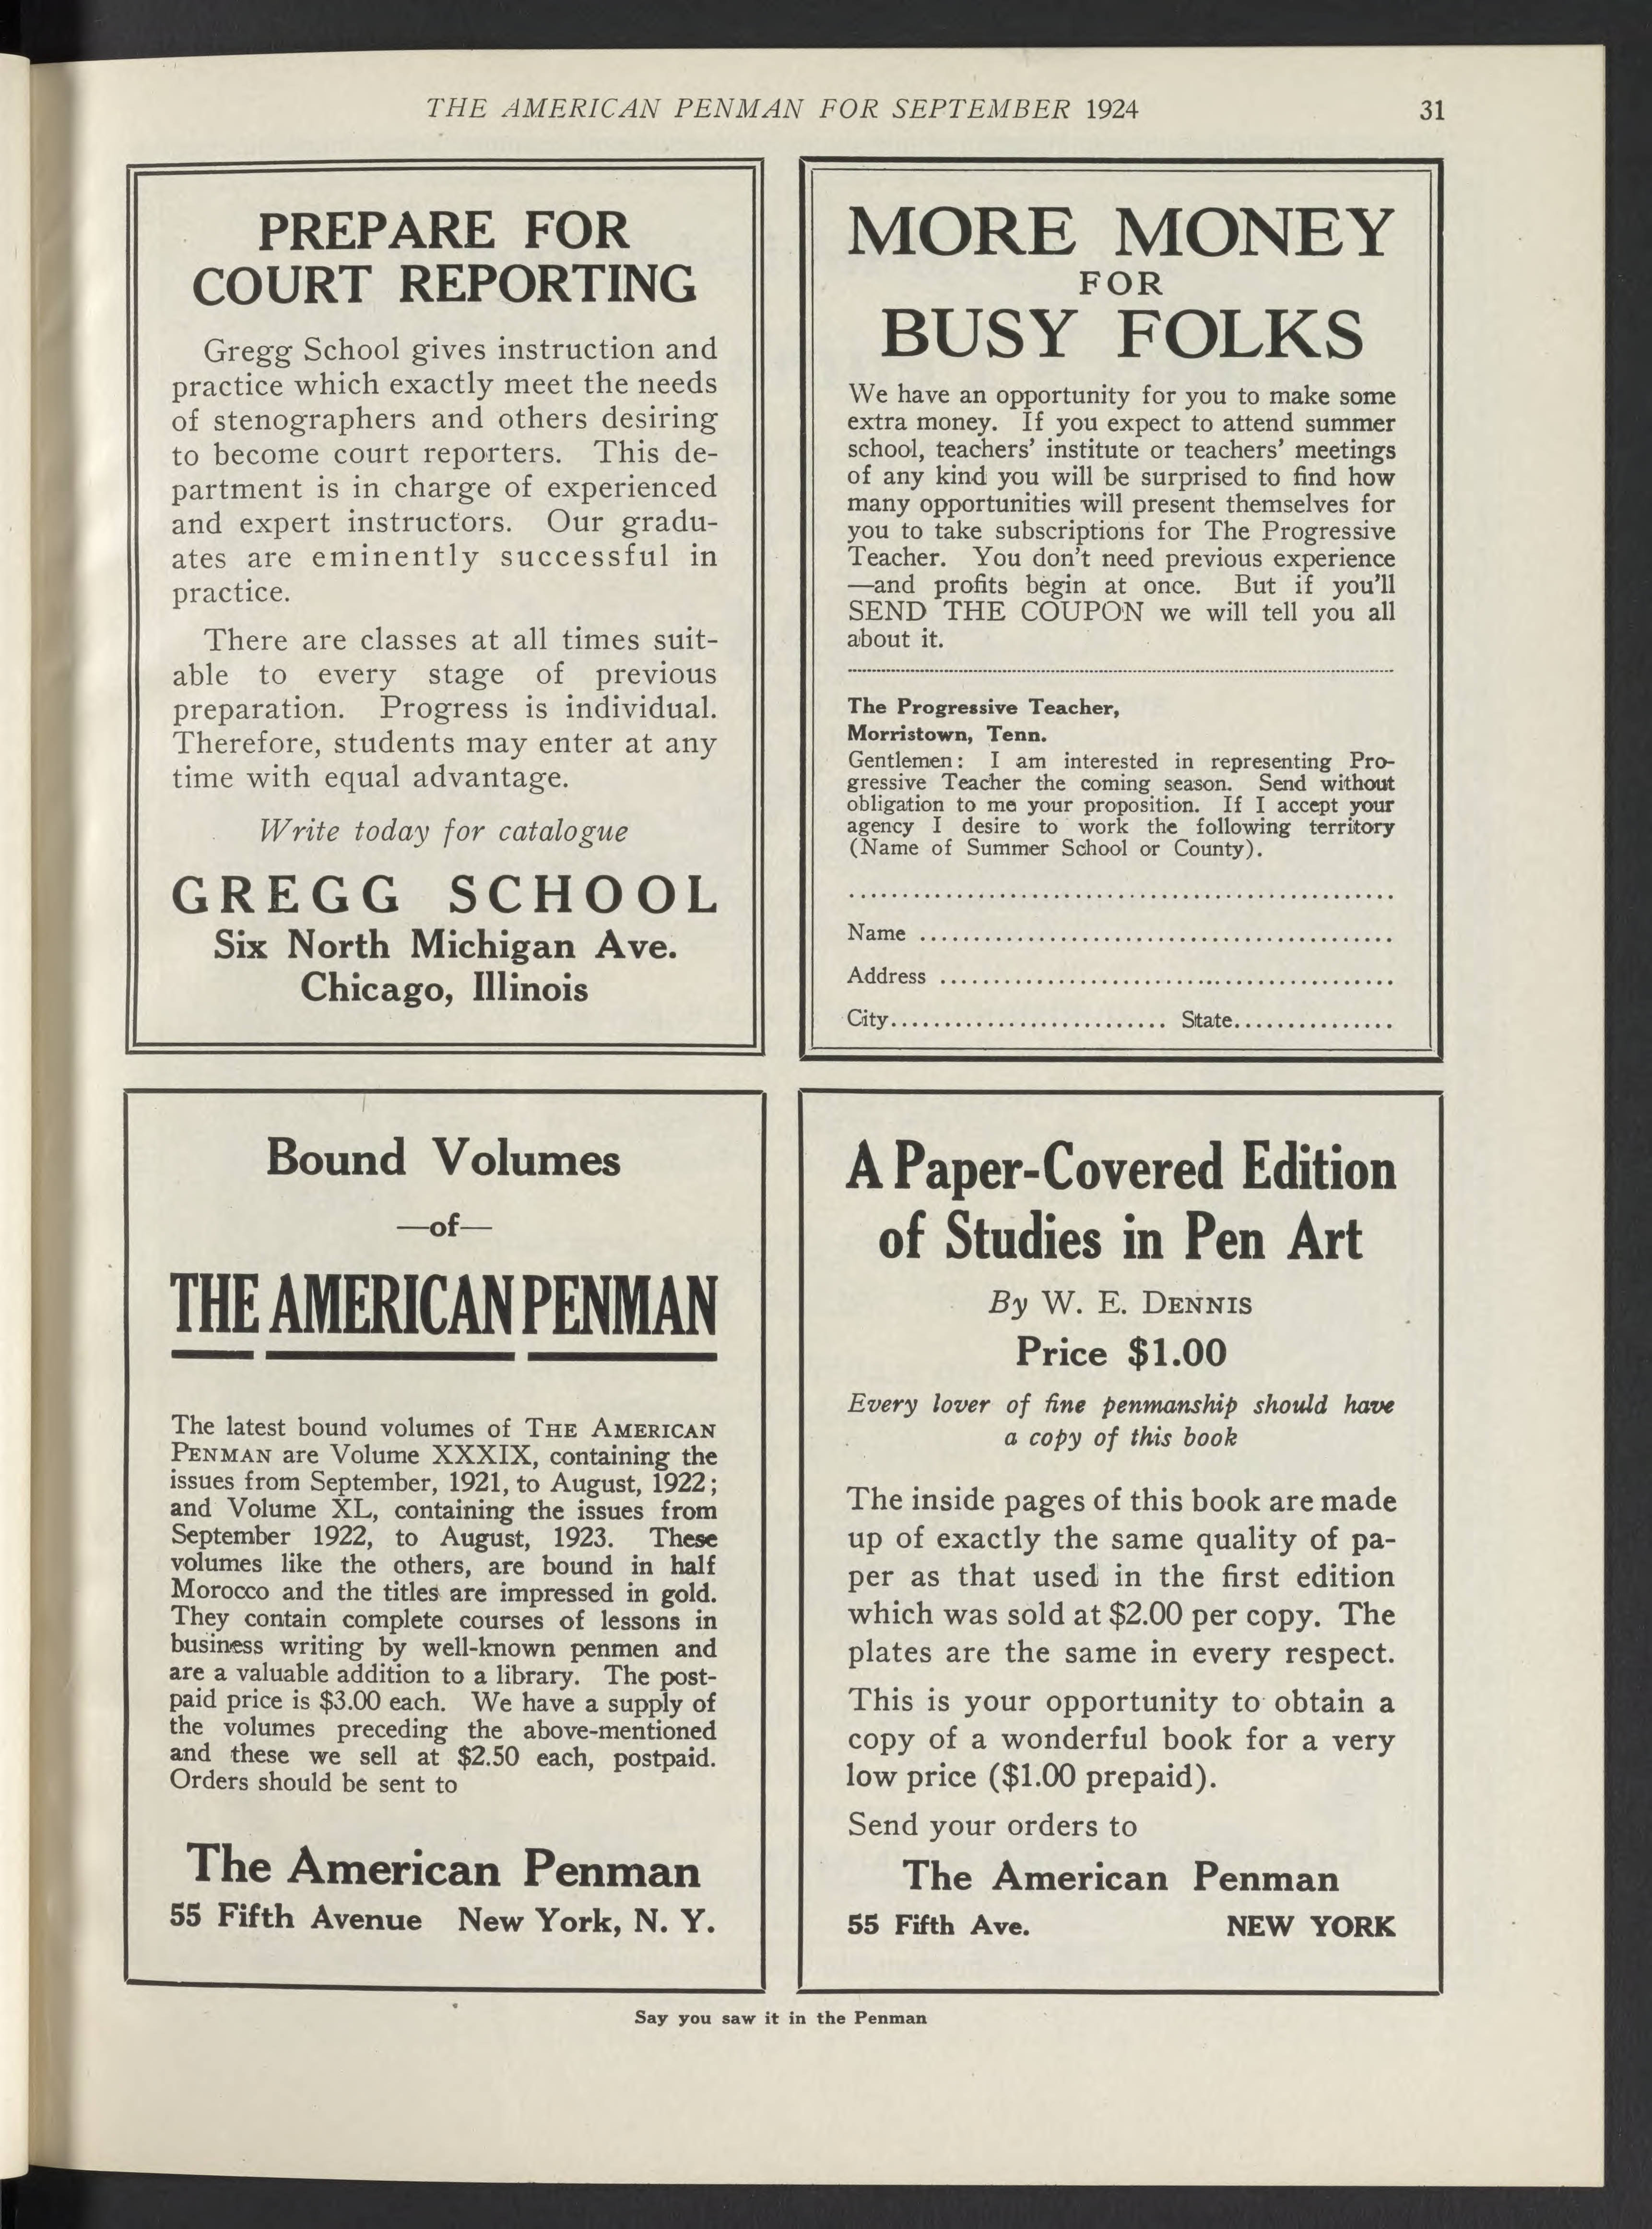 THE AMERICAN PENMAN FOR SEPTEMBER 1924 31
PREPARE FOR
COURT REPORTING
Gregg School gives instruction and
practice which exactly meet the needs
of stenographers and others desiring
to become court reporters. This de-
partment is in charge of experienced
and expert instructors. Our gradu-
ates are eminently successful in
practice.
There are classes at all times suit-
able to every stage of previous
preparation. Progress is individual.
Therefore, students may enter at any
time with equal advantage.
Write today for catalogue
GREGG SCHOOL
Six North Michigan Ave.
Chicago, Illinois
MORE MONEY
FOR
BUSY FOLKS
We have an opportunity for you to make some
extra money. If you expect to attend summer
school, teachers' institute or teachers' meetings
of any kind you will be surprised to find how
many opportunities will present themselves for
you to take subscriptions for The Progressive
Teacher. You don't need previous experience
—and profits begin at once. But if you'll
SEND THE COUPON we will tell you all
about it.
The Progressive Teacher,
Morristown, Tenn.
Gentlemen: I am interested in representing Pro-
gressive Teacher the coming season. Send without
obligation to me your proposition. If I accept your
agency I desire to work the following territory
(Name of Summer School or County).
................................................
Name ................................................
Address ................................................
City.......................... State...............
Bound Volumes
—of—
THE AMERICAN PENMAN
The latest bound volumes of THE AMERICAN
PENMAN are Volume XXXIX, containing the
issues from September, 1921, to August, 1922;
and Volume XL, containing the issues from
September 1922, to August, 1923. These
volumes like the others, are bound in half
Morocco and the titles are impressed in gold.
They contain complete courses of lessons in
business writing by well-known penmen and
are a valuable addition to a library. The post-
paid price is $3.00 each. We have a supply of
the volumes preceding the above-mentioned
and these we sell at $2.50 each, postpaid.
Orders should be sent to
The American Penman
55 Fifth Avenue New York, N. Y.
A Paper-Covered Edition
of Studies in Pen Art
By W. E. DENNIS
Price $1.00
Every lover of fine penmanship should have
a copy of this book
The inside pages of this book are made
up of exactly the same quality of pa-
per as that used in the first edition
which was sold at $2.00 per copy. The
plates are the same in every respect.
This is your opportunity to obtain a
copy of a wonderful book for a very
low price ($1.00 prepaid).
Send your orders to
The American Penman
55 Fifth Ave. NEW YORK
Say you saw it in the Penman